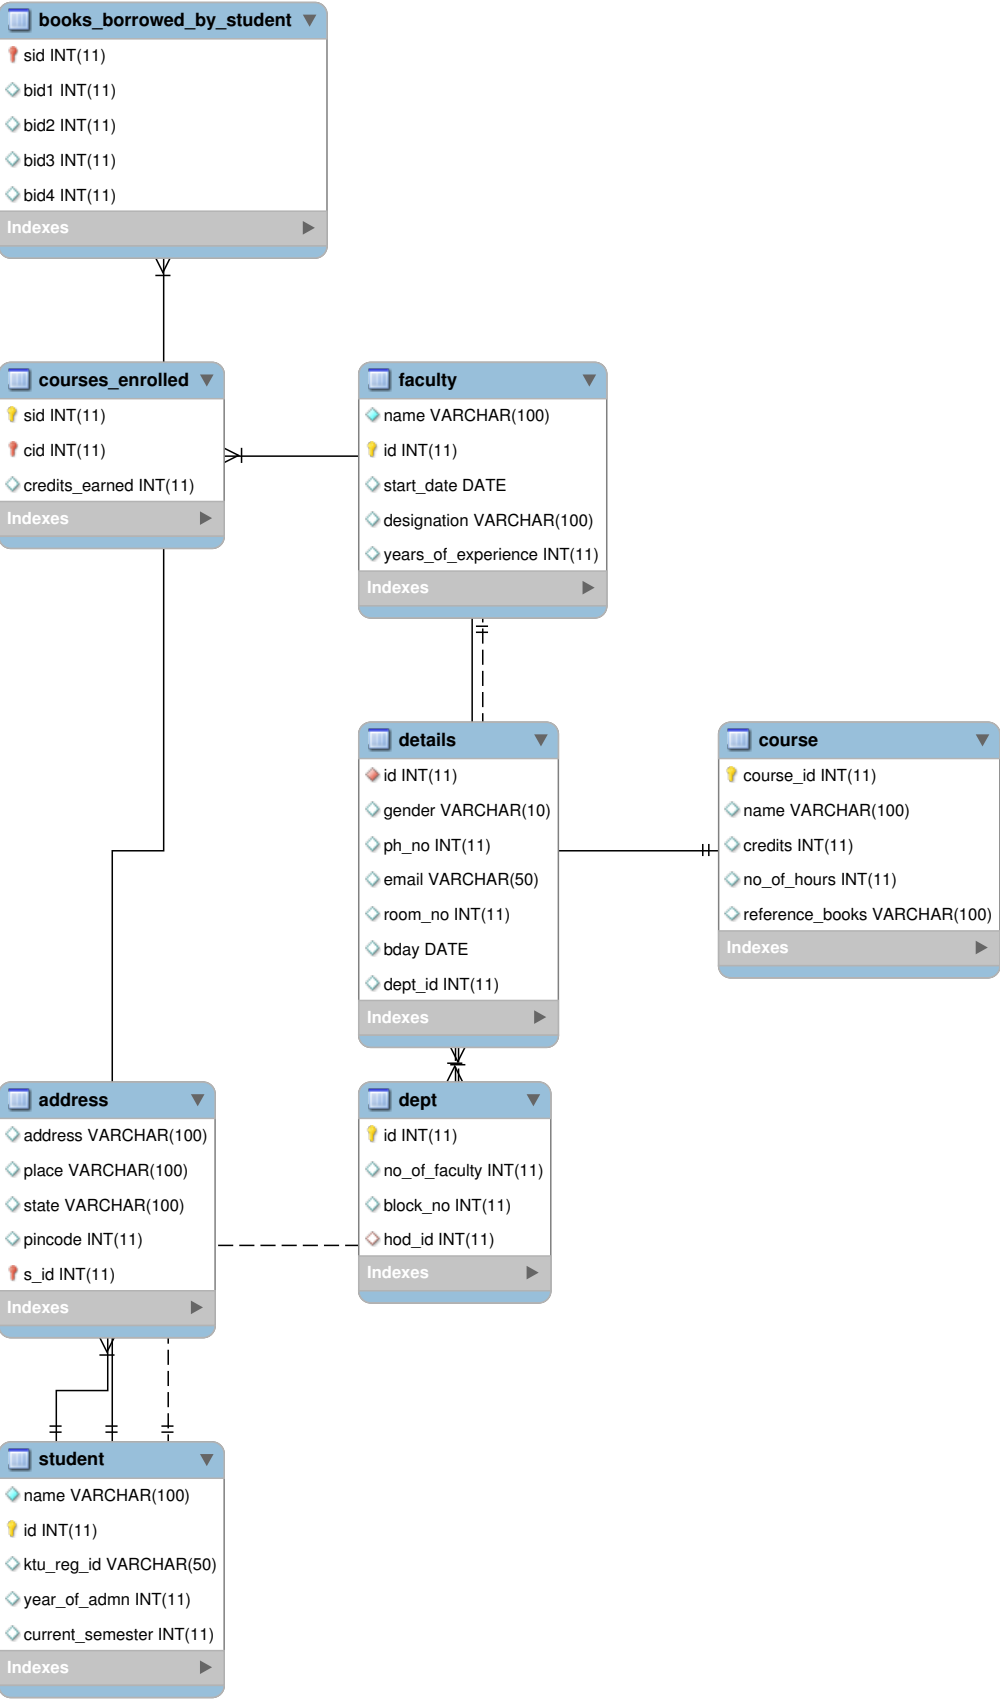 books_borrowed_by_student
sid INT(11)
bid1 INT(11)
bid2 INT(11)
bid3 INT(11)
bid4 INT(11)
Indexes
courses_enrolled
sid INT(11)
cid INT(11)
credits_earned INT(11)
Indexes
faculty
name VARCHAR(100)
id INT(11)
start_date DATE
designation VARCHAR(100)
years_of_experience INT(11)
Indexes
details
id INT(11)
gender VARCHAR(10)
ph_no INT(11)
email VARCHAR(50)
room_no INT(11)
bday DATE
dept_id INT(11)
Indexes
course
course_id INT(11)
name VARCHAR(100)
credits INT(11)
no_of_hours INT(11)
reference_books VARCHAR(100)
Indexes
address
address VARCHAR(100)
place VARCHAR(100)
state VARCHAR(100)
pincode INT(11)
s_id INT(11)
Indexes
dept
id INT(11)
no_of_faculty INT(11)
block_no INT(11)
hod_id INT(11)
Indexes
student
name VARCHAR(100)
id INT(11)
ktu_reg_id VARCHAR(50)
year_of_admn INT(11)
current_semester INT(11)
Indexes